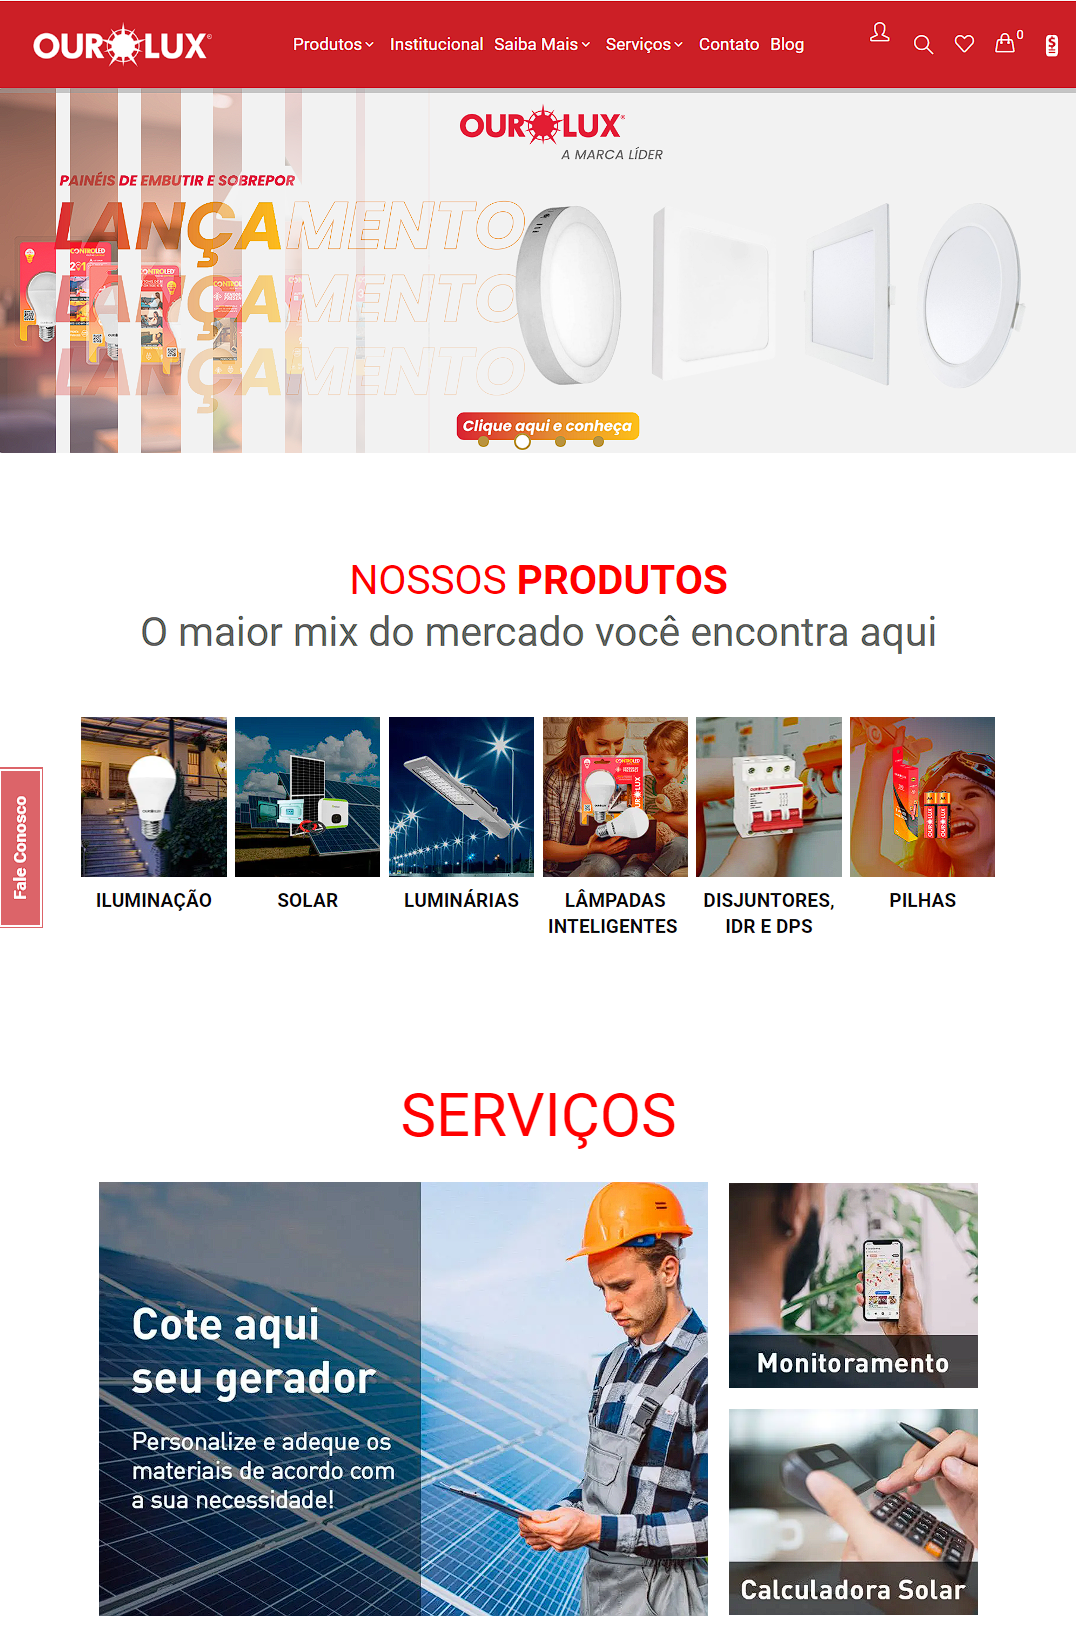 OUROLUX
Produtos
Institucional
Saiba Mais
Serviços
Contato
Blog
0
OUROLUX
A MARCA LÍDER
PAINÉIS DE EMBUTIR E SOBREPOR
LANÇAMENTO
LANÇAMENTO
LANÇAMENTO
Clique aqui e conheça
NOSSOS PRODUTOS
O maior mix do mercado você encontra aqui
Fale Conosco
ILUMINAÇÃO
SOLAR
LUMINÁRIAS
LÂMPADAS
INTELIGENTES
DISJUNTORES,
IDR E DPS
PILHAS
SERVIÇOS
Cote aqui
seu gerador
Personalize e adeque os
materiais de acordo com
a sua necessidade!
Monitoramento
Calculadora Solar